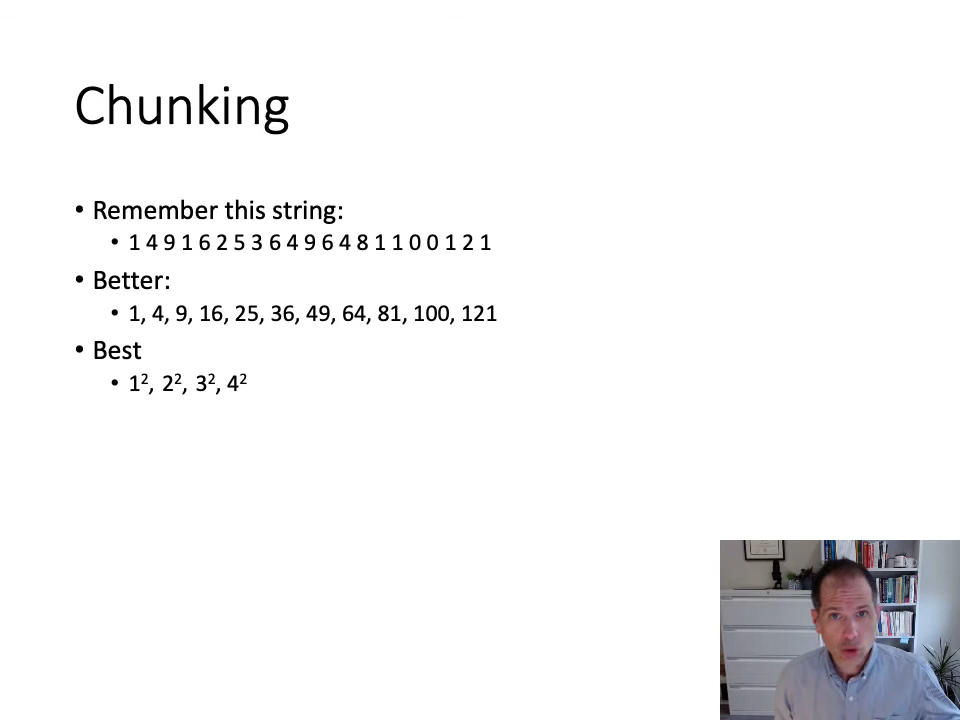 Chunking
• Remember this string:
• 1 4 9 1 6 2 5 3 6 4 9 6 4 8 1 1 0 0 1 2 1
• Better:
• 1, 4, 9, 16, 25, 36, 49, 64, 81, 100, 121
• Best
• 1², 2², 3², 4²